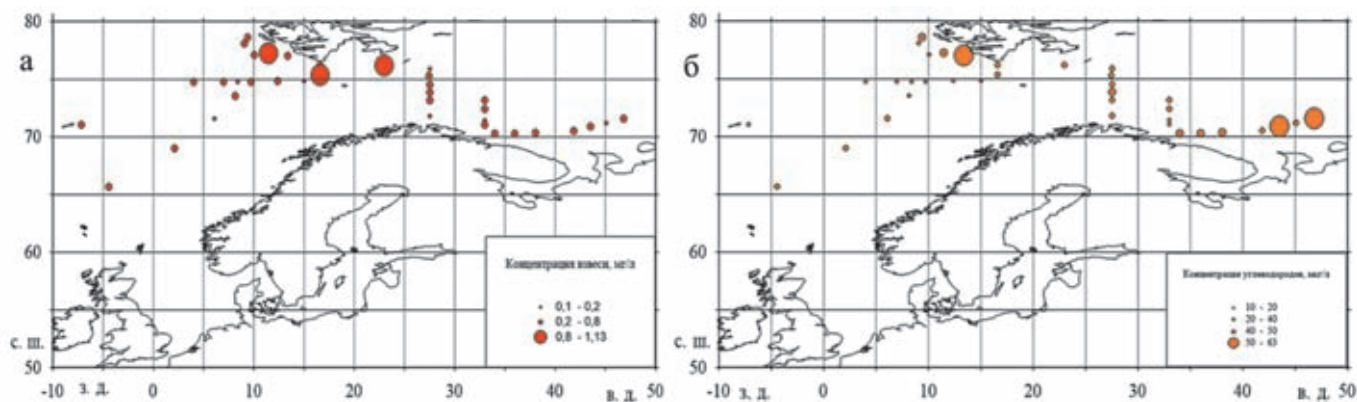 80
а
70
60
с. ш.
50
-10 з. д. 0 10 20 30 40 в. д. 50
Концентрация взвеси, мг/л
0,1 - 0,2
0,2 - 0,8
0,8 - 1,13
80
б
70
60
с. ш.
50
-10 з. д. 0 10 20 30 40 в. д. 50
Концентрация углеводородов, мкг/л
10 - 20
20 - 40
40 - 50
50 - 63